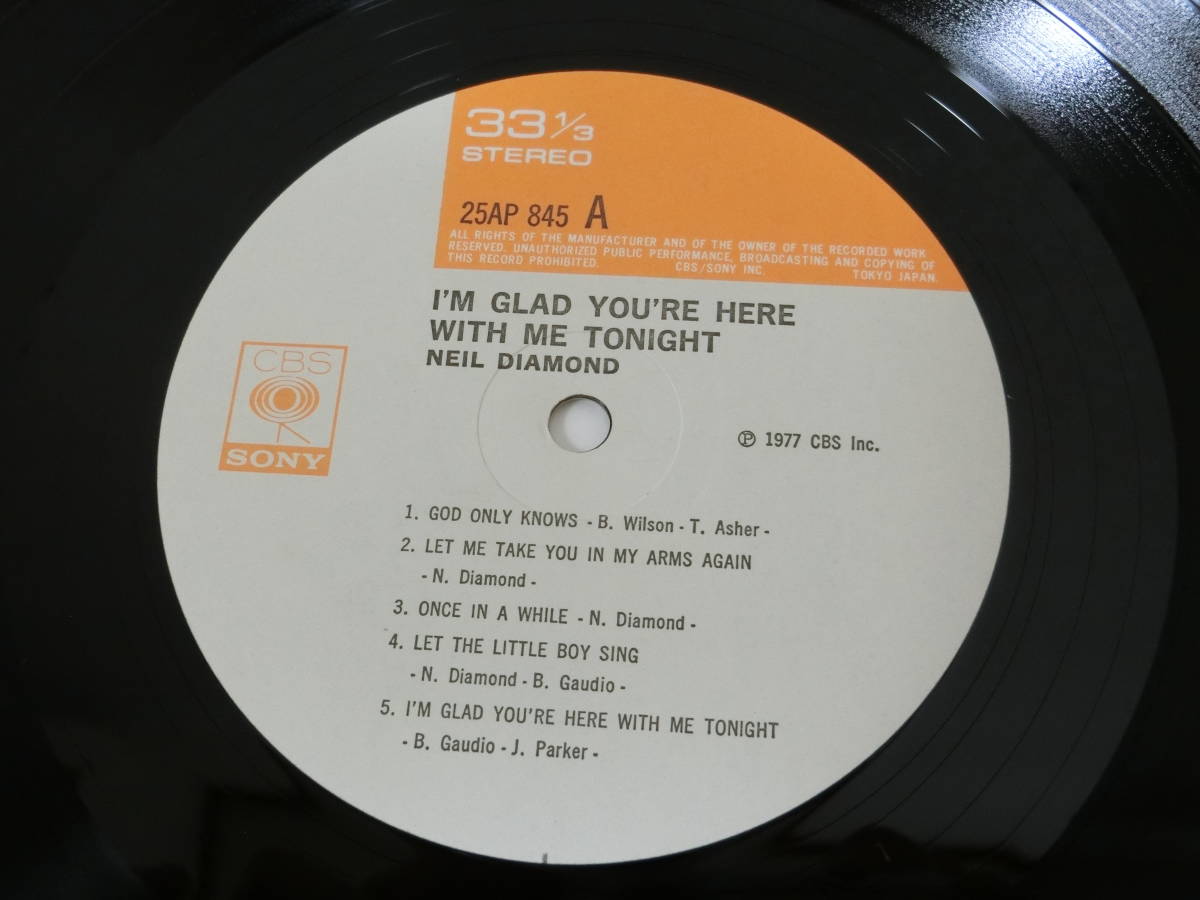 33 1/3
STEREO
25AP 845 A
ALL RIGHTS OF THE MANUFACTURER AND OF THE OWNER OF THE RECORDED WORK
RESERVED. UNAUTHORIZED PUBLIC PERFORMANCE, BROADCASTING AND COPYING OF
THIS RECORD PROHIBITED. CBS/SONY INC. TOKYO JAPAN.
I'M GLAD YOU'RE HERE
WITH ME TONIGHT
NEIL DIAMOND
CBS
SONY
℗ 1977 CBS Inc.
1. GOD ONLY KNOWS - B. Wilson - T. Asher -
2. LET ME TAKE YOU IN MY ARMS AGAIN
- N. Diamond -
3. ONCE IN A WHILE - N. Diamond -
4. LET THE LITTLE BOY SING
- N. Diamond - B. Gaudio -
5. I'M GLAD YOU'RE HERE WITH ME TONIGHT
- B. Gaudio - J. Parker -